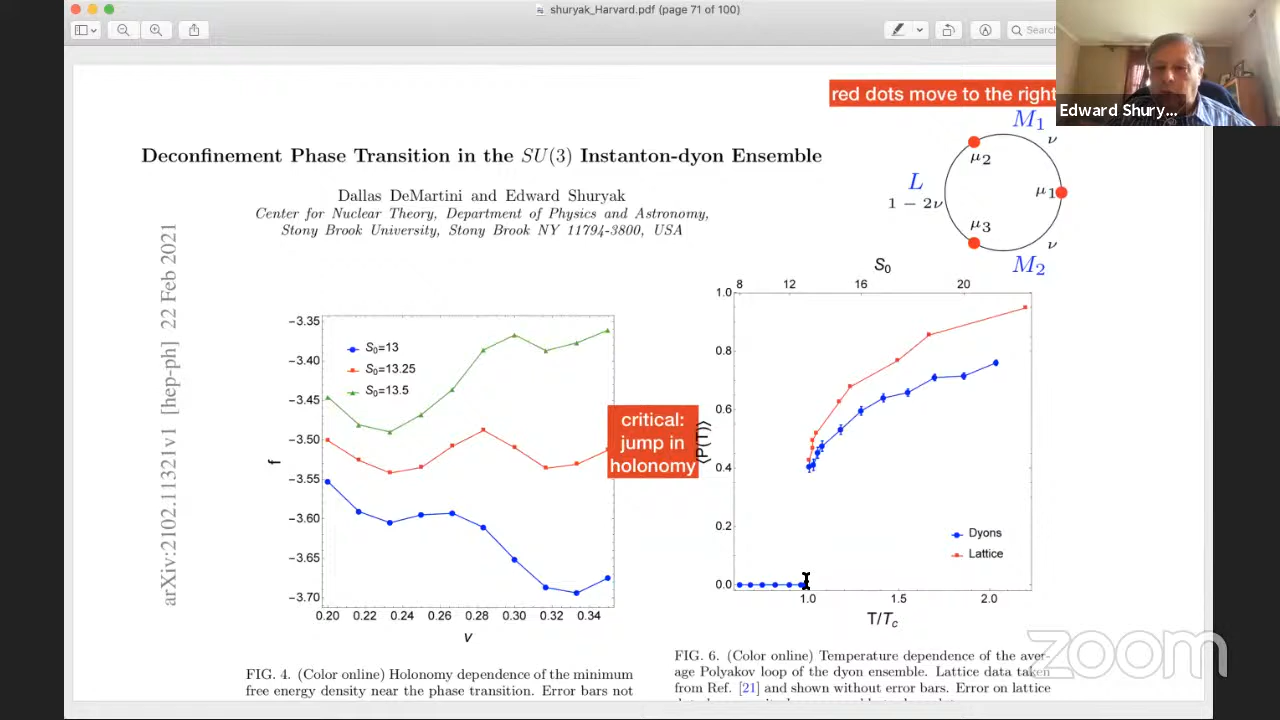 shuryak_Harvard.pdf (page 71 of 100)
Search
red dots move to the right
Edward Shury...
Deconfinement Phase Transition in the SU(3) Instanton-dyon Ensemble
Dallas DeMartini and Edward Shuryak
Center for Nuclear Theory, Department of Physics and Astronomy,
Stony Brook University, Stony Brook NY 11794-3800, USA
arXiv:2102.11321v1 [hep-ph] 22 Feb 2021
M₁
ν
μ₂
L
1 − 2ν
μ₁
μ₃
ν
M₂
−3.35
−3.40
−3.45
−3.50
−3.55
−3.60
−3.65
−3.70
f
S₀=13
S₀=13.25
S₀=13.5
0.20 0.22 0.24 0.26 0.28 0.30 0.32 0.34
ν
critical:
jump in
holonomy
S₀
8 12 16 20
1.0
0.8
0.6
0.4
0.2
0.0
⟨P(T)⟩
Dyons
Lattice
1.0 1.5 2.0
T/Tc
FIG. 4. (Color online) Holonomy dependence of the minimum
free energy density near the phase transition. Error bars not
FIG. 6. (Color online) Temperature dependence of the aver-
age Polyakov loop of the dyon ensemble. Lattice data taken
from Ref. [21] and shown without error bars. Error on lattice
zoom